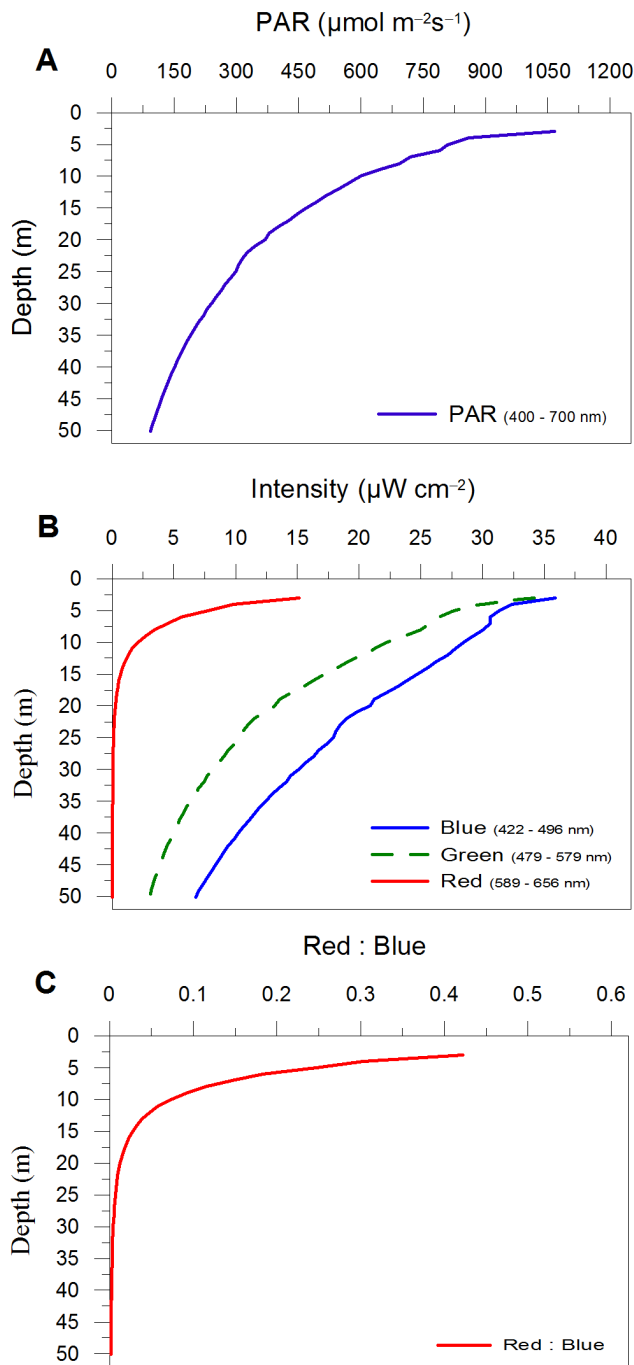 PAR (µmol m⁻²s⁻¹)
A
0 150 300 450 600 750 900 1050 1200
0
5
10
15
20
25
30
35
40
45
50
Depth (m)
PAR (400 - 700 nm)
Intensity (µW cm⁻²)
B
0 5 10 15 20 25 30 35 40
0
5
10
15
20
25
30
35
40
45
50
Depth (m)
Blue (422 - 496 nm)
Green (479 - 579 nm)
Red (589 - 656 nm)
Red : Blue
C
0 0.1 0.2 0.3 0.4 0.5 0.6
0
5
10
15
20
25
30
35
40
45
50
Depth (m)
Red : Blue